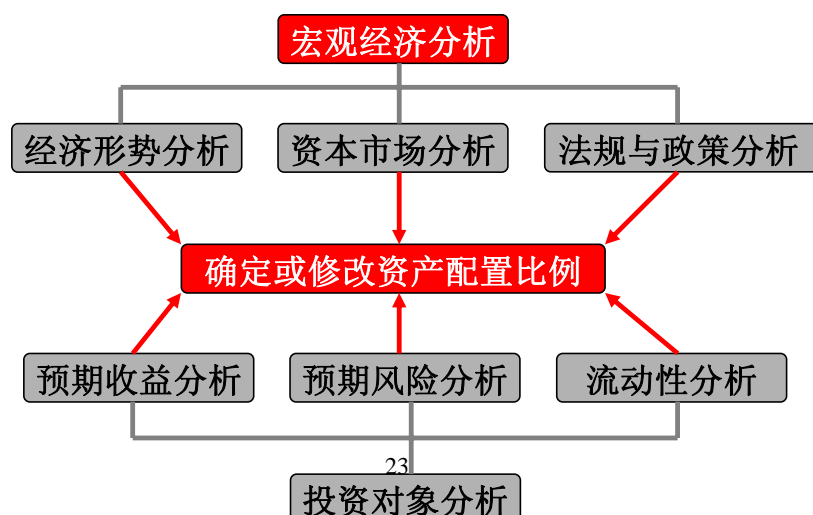 宏观经济分析
经济形势分析
资本市场分析
法规与政策分析
确定或修改资产配置比例
预期收益分析
预期风险分析
流动性分析
23
投资对象分析